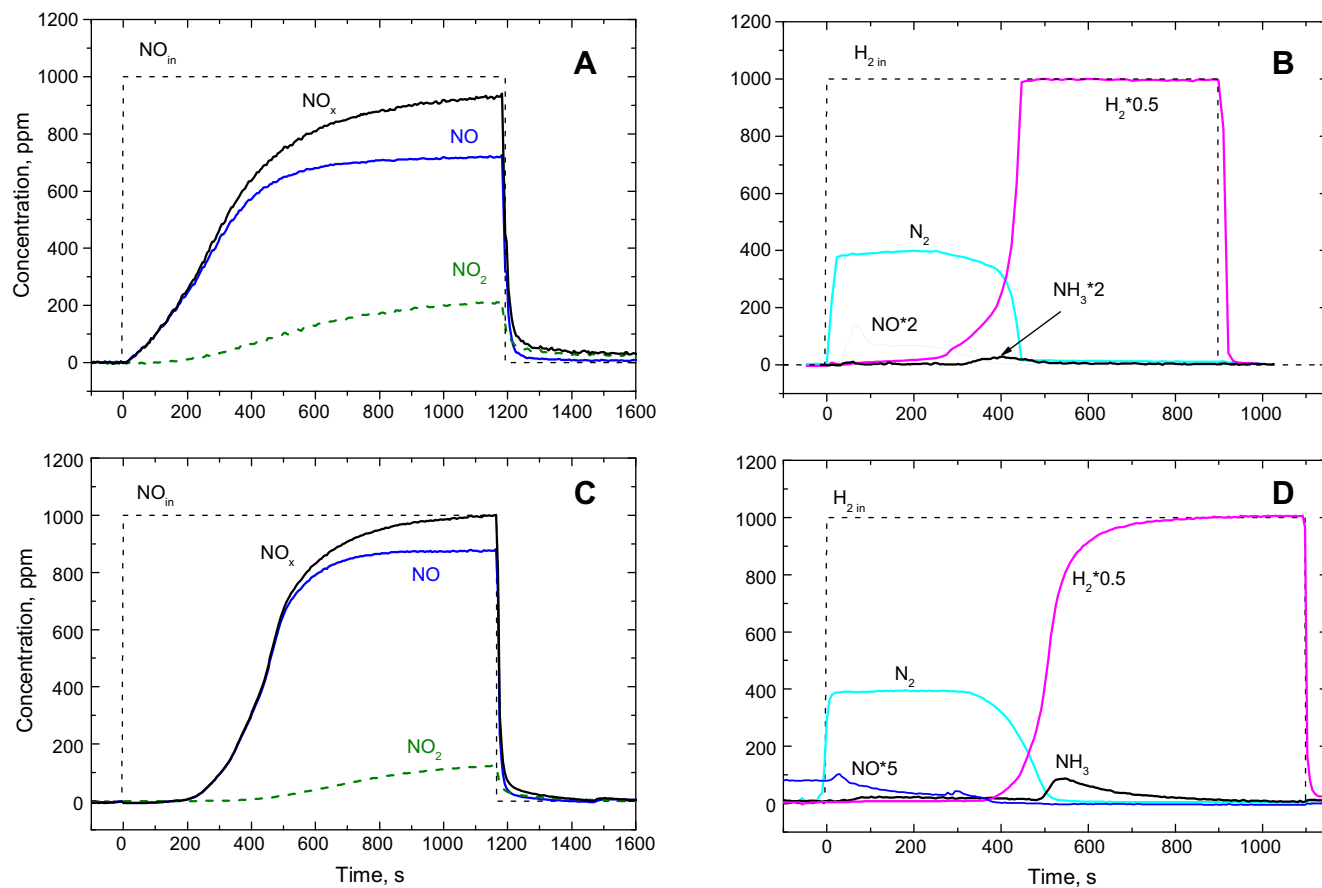 A
NO_in
NO_x
NO
NO_2
Concentration, ppm
1200
1000
800
600
400
200
0
0 200 400 600 800 1000 1200 1400 1600
B
H_2 in
H_2*0.5
N_2
NH_3*2
NO*2
1200
1000
800
600
400
200
0
0 200 400 600 800 1000
C
NO_in
NO_x
NO
NO_2
Concentration, ppm
1200
1000
800
600
400
200
0
0 200 400 600 800 1000 1200 1400 1600
Time, s
D
H_2 in
H_2*0.5
N_2
NO*5
NH_3
1200
1000
800
600
400
200
0
0 200 400 600 800 1000
Time, s